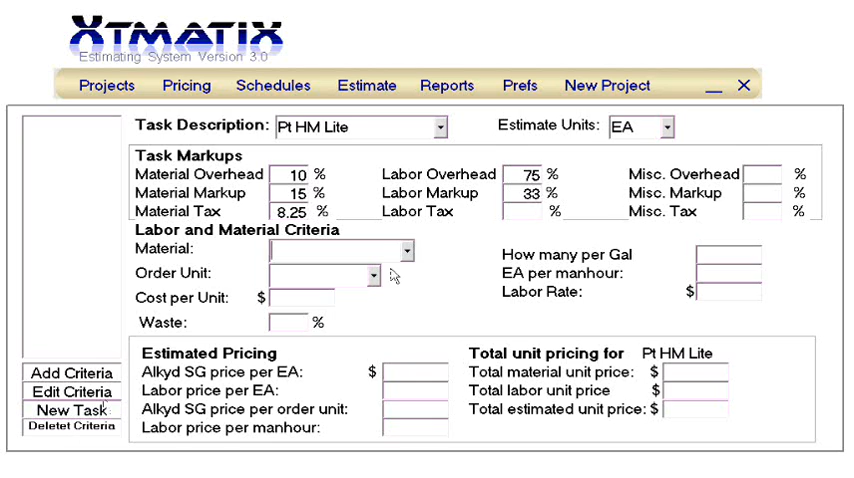 XTMATIX
Estimating System Version 3.0
Projects Pricing Schedules Estimate Reports Prefs New Project __ X
Task Description: Pt HM Lite Estimate Units: EA
Task Markups
Material Overhead 10 % Labor Overhead 75 % Misc. Overhead %
Material Markup 15 % Labor Markup 33 % Misc. Markup %
Material Tax 8.25 % Labor Tax % Misc. Tax %
Labor and Material Criteria
Material: How many per Gal
Order Unit: EA per manhour:
Cost per Unit: $ Labor Rate: $
Waste: %
Estimated Pricing Total unit pricing for Pt HM Lite
Alkyd SG price per EA: $ Total material unit price: $
Labor price per EA: Total labor unit price $
Alkyd SG price per order unit: Total estimated unit price: $
Labor price per manhour:
Add Criteria
Edit Criteria
New Task
Deletet Criteria